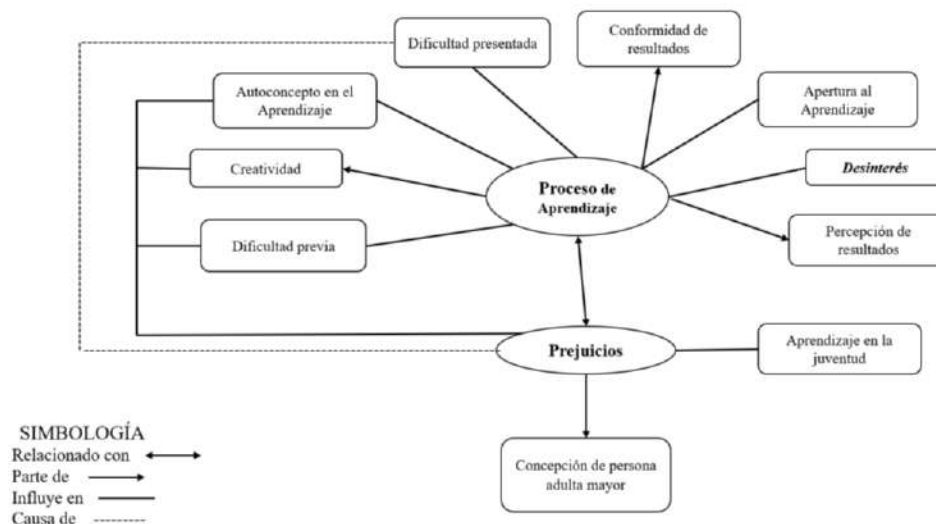 Dificultad presentada
Conformidad de
resultados
Autoconcepto en el
Aprendizaje
Apertura al
Aprendizaje
Creatividad
Proceso de
Aprendizaje
Desinterés
Dificultad previa
Percepción de
resultados
Prejuicios
Aprendizaje en la
juventud
Concepción de persona
adulta mayor
SIMBOLOGÍA
Relacionado con
Parte de
Influye en
Causa de